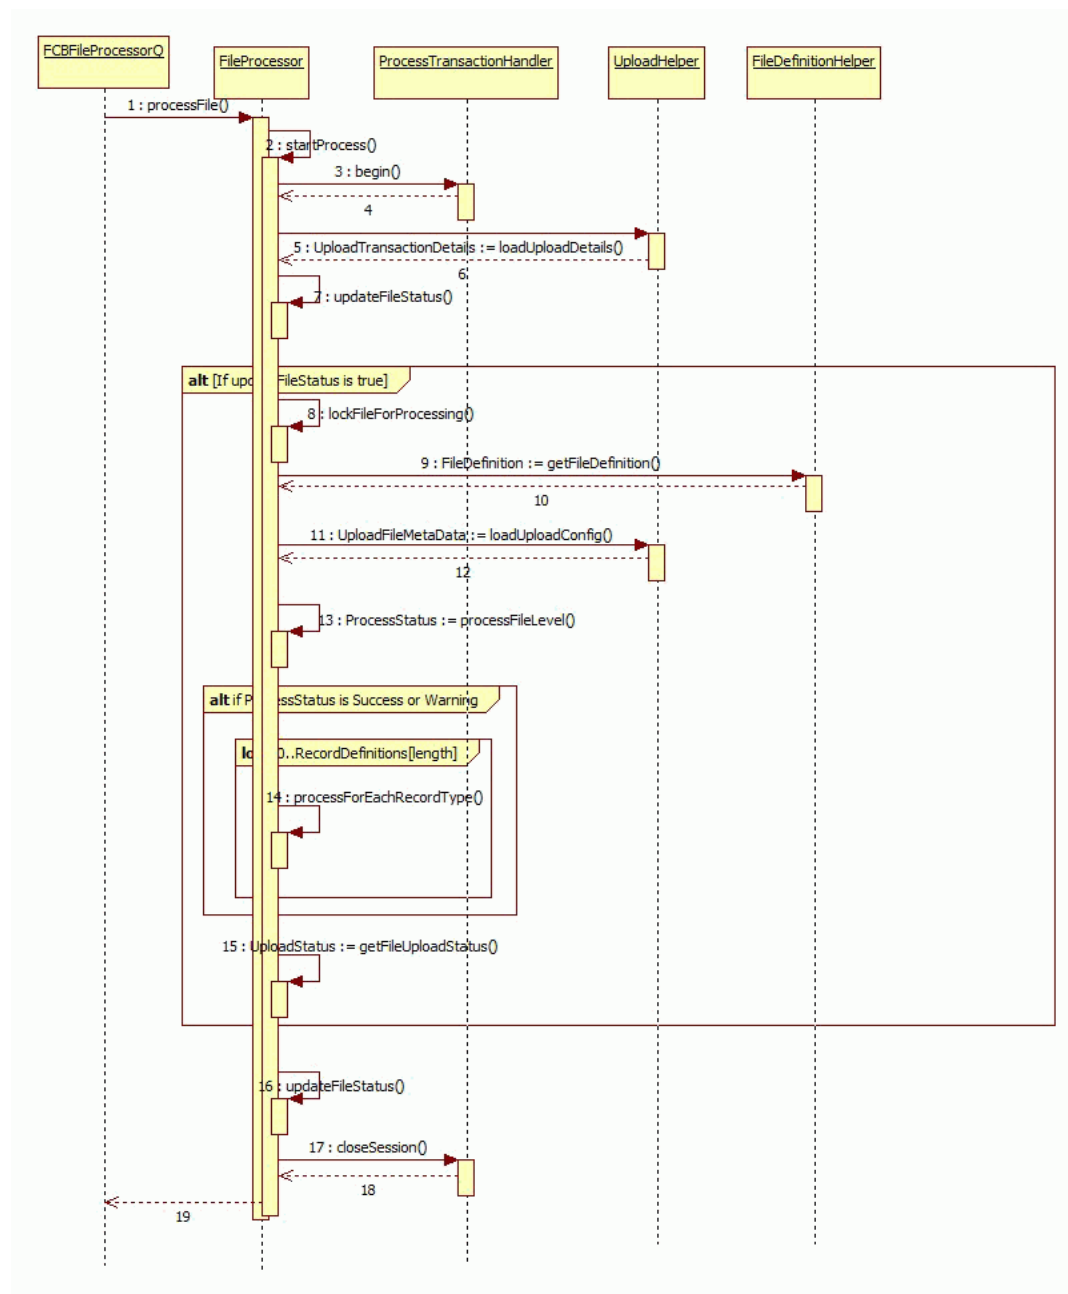 FCBFileProcessorQ
FileProcessor
ProcessTransactionHandler
UploadHelper
FileDefinitionHelper
1 : processFile()
2 : startProcess()
3 : begin()
4
5 : UploadTransactionDetails := loadUploadDetails()
6
7 : updateFileStatus()
alt [If upd FileStatus is true]
8 : lockFileForProcessing()
9 : FileDefinition := getFileDefinition()
10
11 : UploadFileMetaData := loadUploadConfig()
12
13 : ProcessStatus := processFileLevel()
alt if P essStatus is Success or Warning
lo 0..RecordDefinitions[length]
14 : processForEachRecordType()
15 : UploadStatus := getFileUploadStatus()
16 : updateFileStatus()
17 : closeSession()
18
19